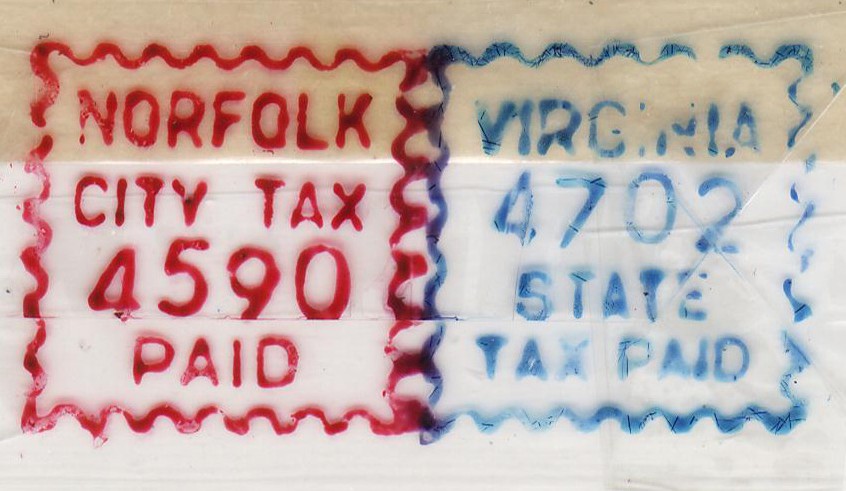 NORFOLK
CITY TAX
4590
PAID
VIRGINIA
4702
STATE
TAX PAID